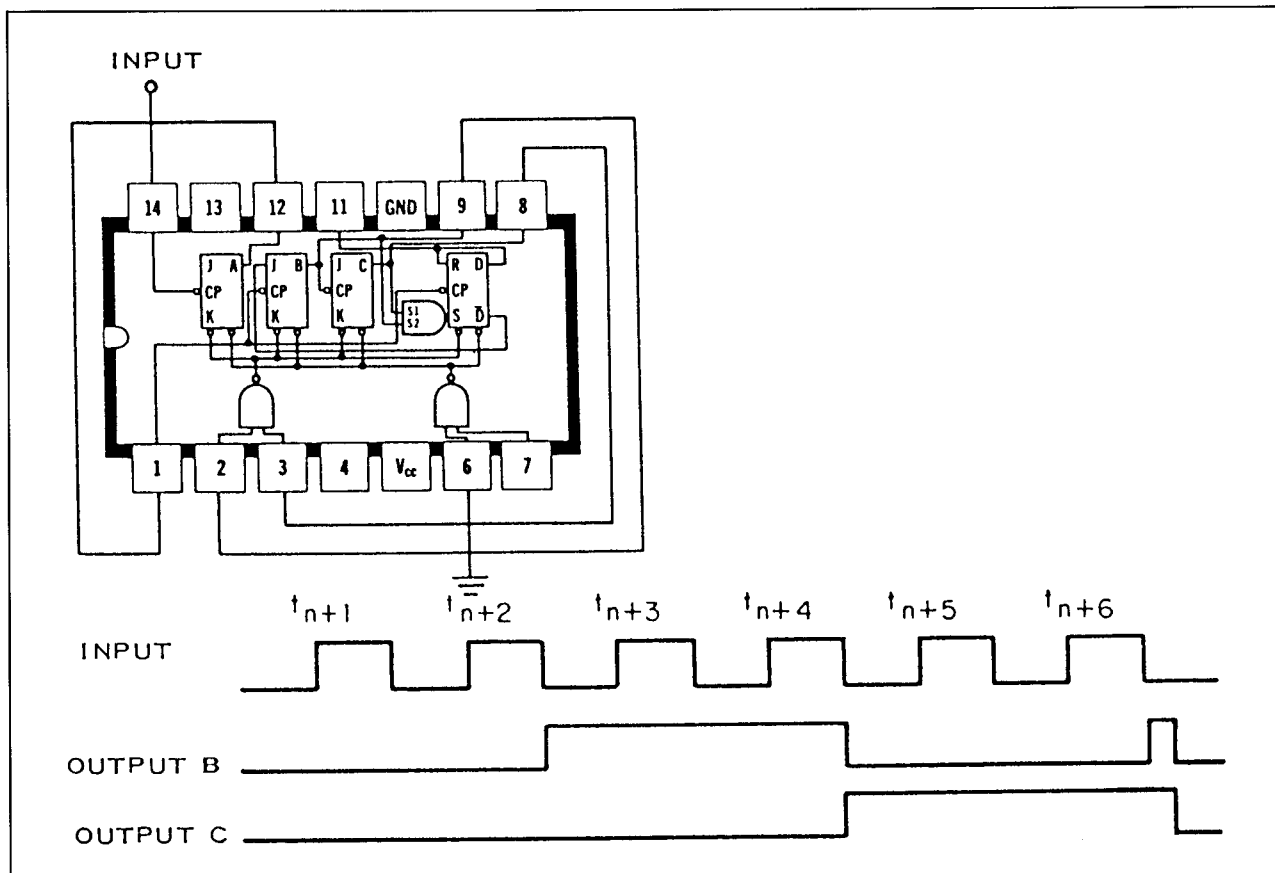 INPUT
14 13 12 11 GND 9 8
J A J B J C R D
CP CP CP CP
S1
S2
K K K S D̅
1 2 3 4 Vcc 6 7
tn+1 tn+2 tn+3 tn+4 tn+5 tn+6
INPUT
OUTPUT B
OUTPUT C